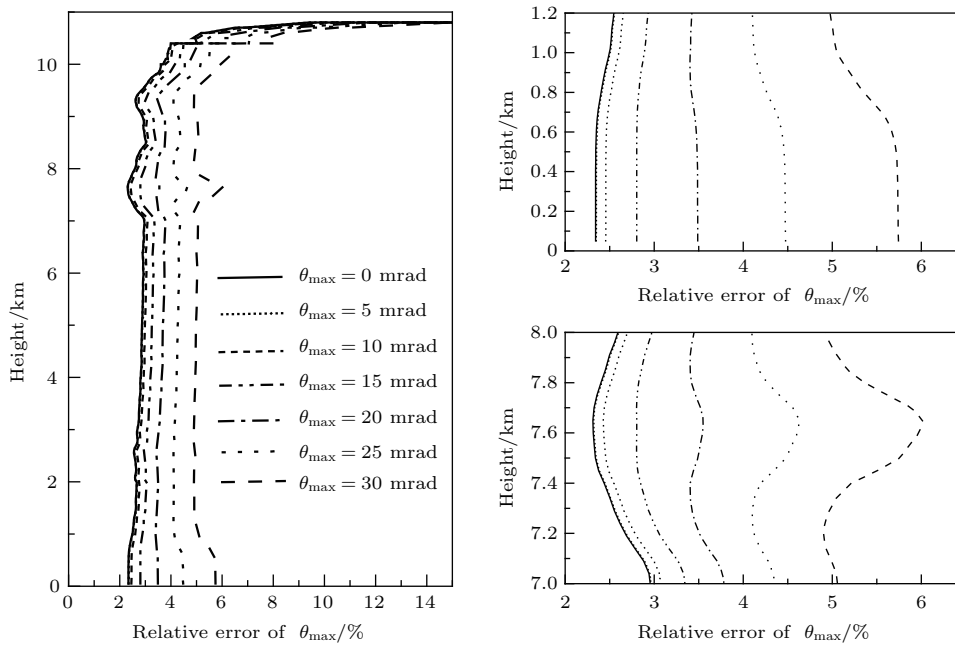 10
8
6
4
2
0
0 2 4 6 8 10 12 14
Height/km
Relative error of θmax/%
θmax = 0 mrad
θmax = 5 mrad
θmax = 10 mrad
θmax = 15 mrad
θmax = 20 mrad
θmax = 25 mrad
θmax = 30 mrad
1.2
1.0
0.8
0.6
0.4
0.2
0
2 3 4 5 6
Height/km
Relative error of θmax/%
8.0
7.8
7.6
7.4
7.2
7.0
2 3 4 5 6
Height/km
Relative error of θmax/%